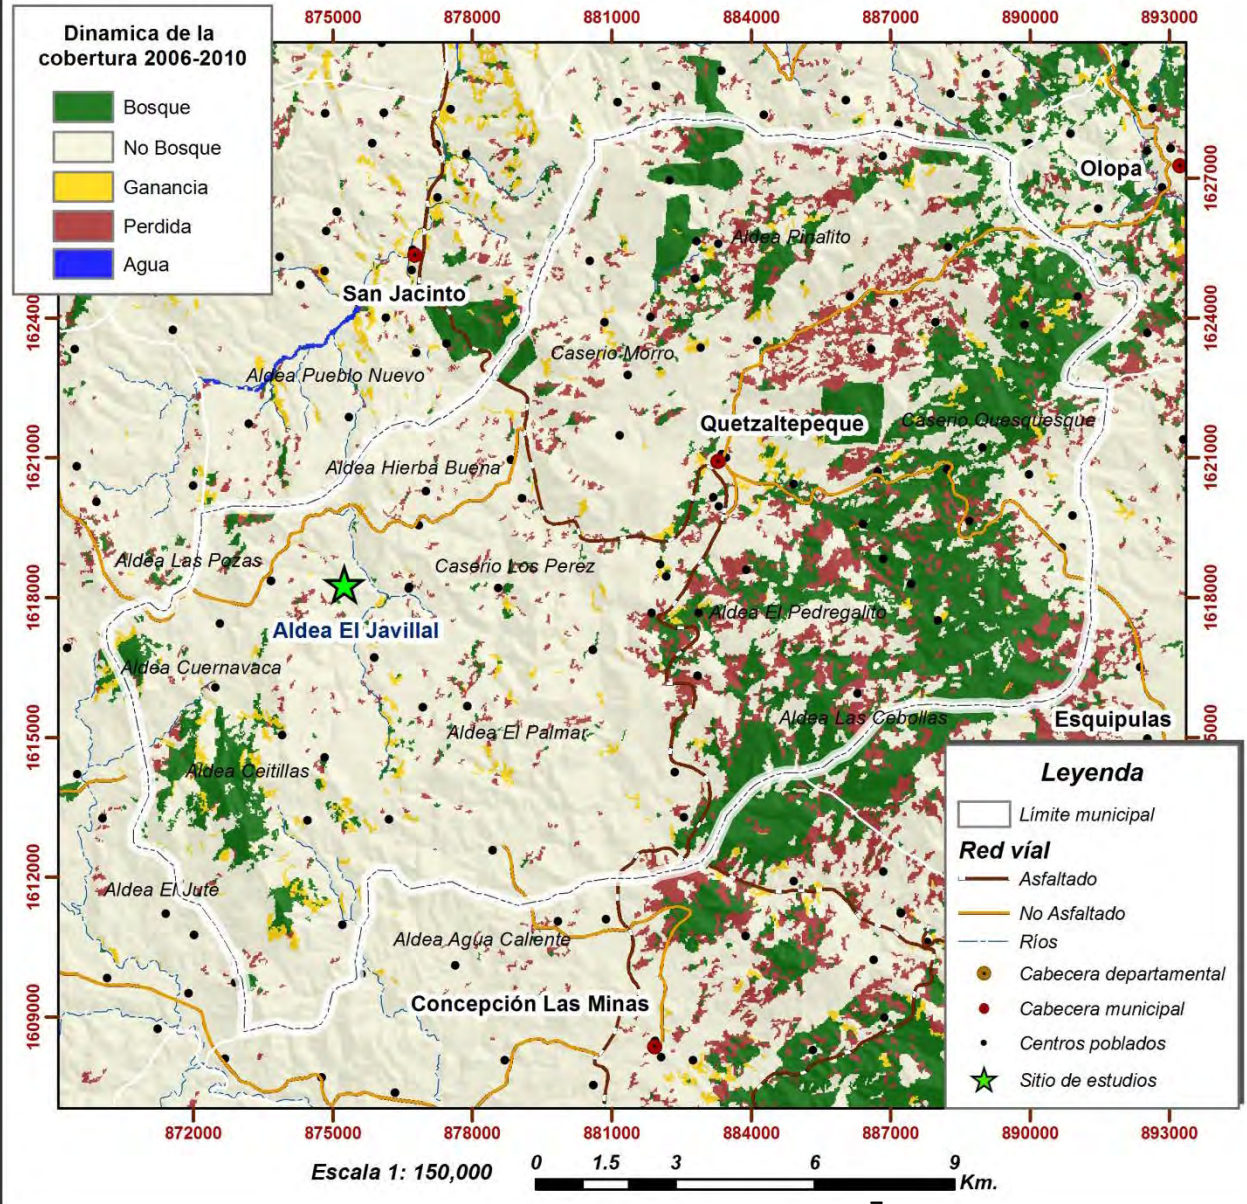 Dinamica de la
cobertura 2006-2010
Bosque
No Bosque
Ganancia
Perdida
Agua
875000 878000 881000 884000 887000 890000 893000
1627000
1624000
1621000
1618000
5000
1624000
1621000
1618000
1615000
1612000
1609000
Olopa
Aldea Pinalito
San Jacinto
Caserio Morro
Aldea Pueblo Nuevo
Quetzaltepeque
Caserio Quesquesque
Aldea Hierba Buena
Aldea Las Pozas
Caserio Los Perez
Aldea El Pedregalito
Aldea El Javillal
Aldea Cuernavaca
Aldea Las Cebollas
Esquipulas
Aldea El Palmar
Aldea Ceitillas
Aldea El Jute
Aldea Agua Caliente
Concepción Las Minas
Leyenda
Límite municipal
Red víal
Asfaltado
No Asfaltado
Ríos
Cabecera departamental
Cabecera municipal
Centros poblados
Sitio de estudios
872000 875000 878000 881000 884000 887000 890000 893000
Escala 1: 150,000
0 1.5 3 6 9
Km.